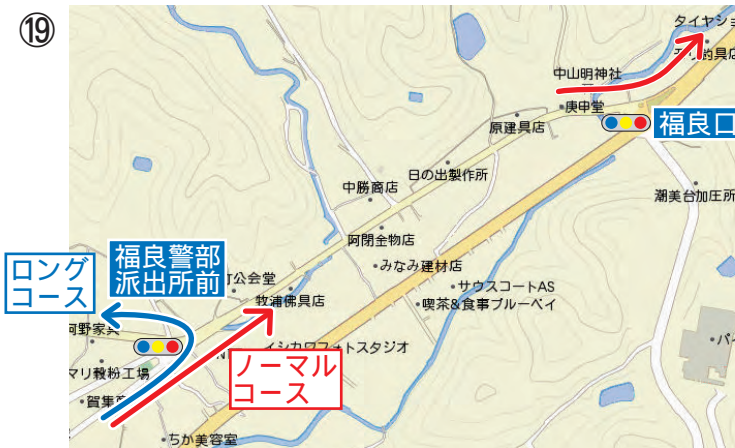 ⑲
タイヤショ
釣具店
中山明神社
庚申堂
福良口
原建具店
日の出製作所
潮美台加圧所
中勝商店
阿閉金物店
みなみ建材店
ロング
コース
福良警部
派出所前
町公会堂
牧浦佛具店
サウスコートAS
喫茶&食事ブルーベイ
河野家具
イシカワフォトスタジオ
マリ穀粉工場
ノーマル
コース
賀集
パ
ちか美容室